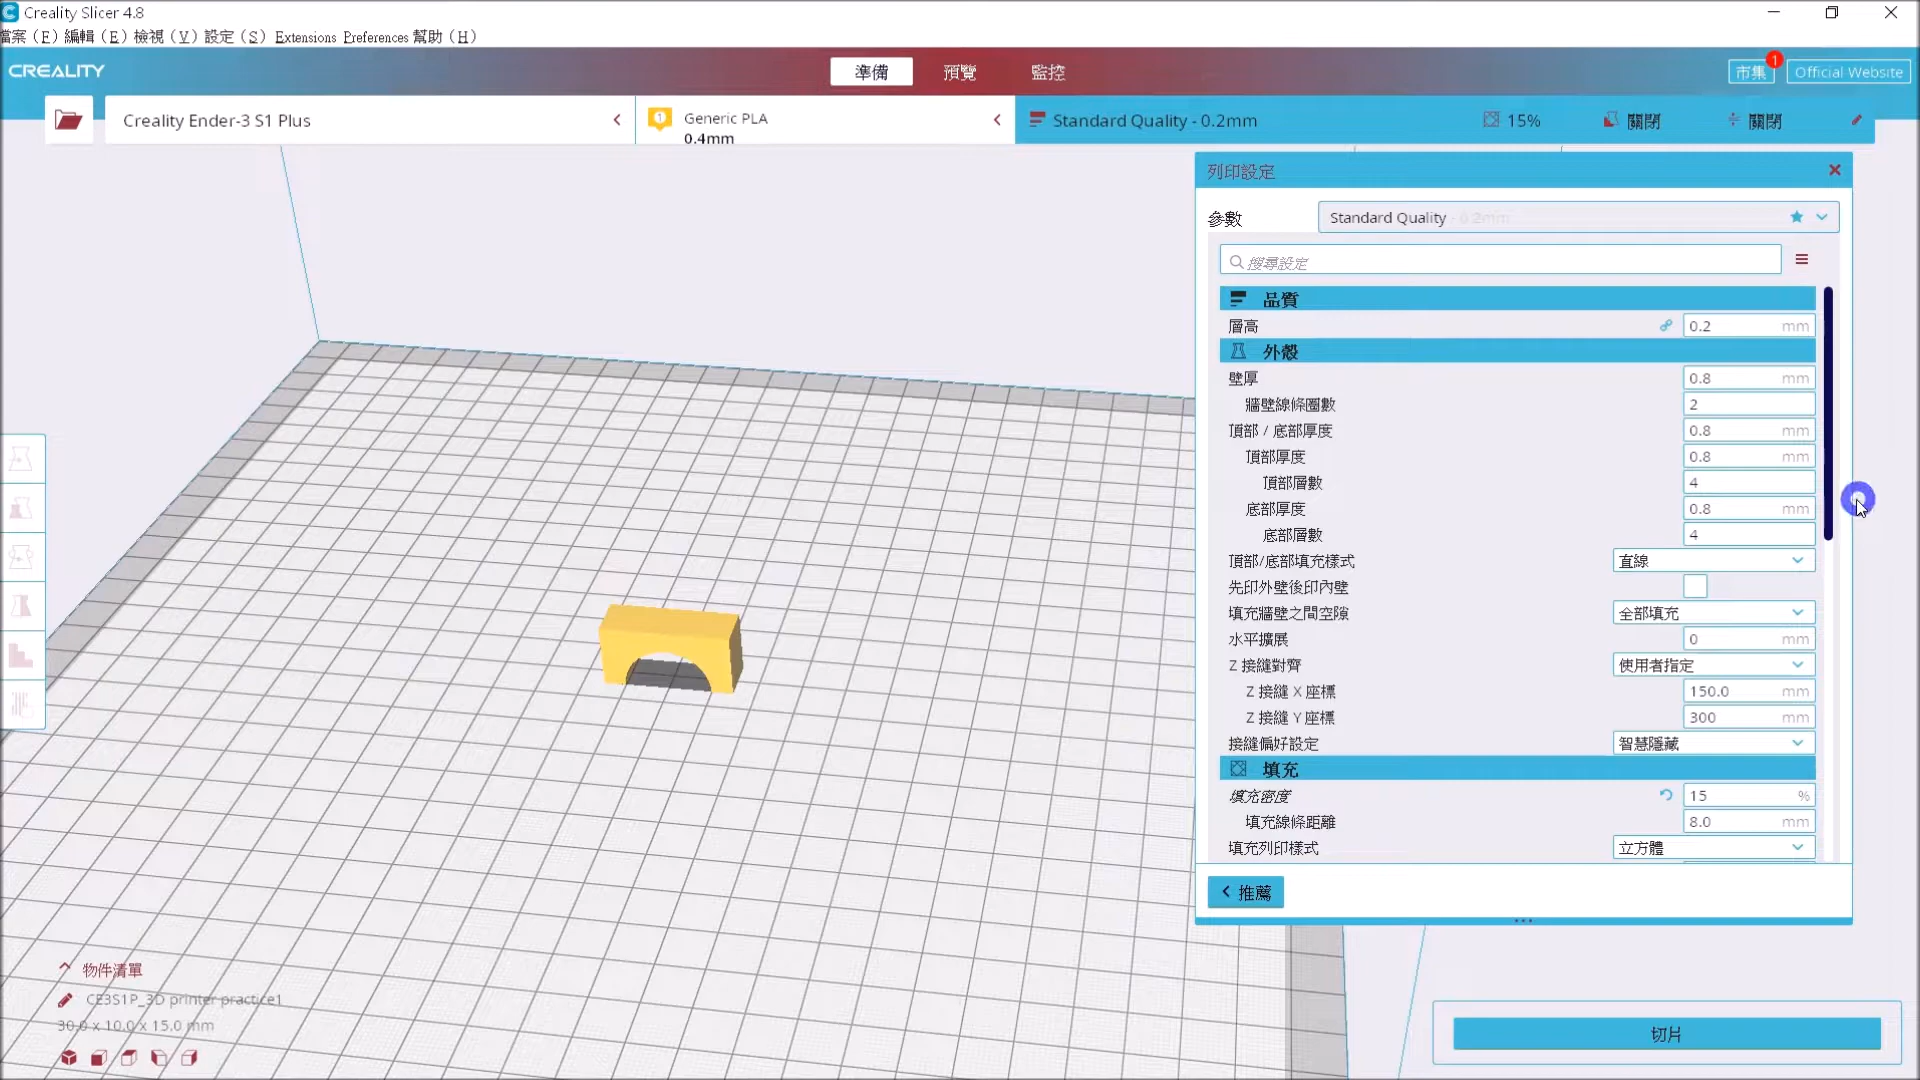 Creality Slicer 4.8
檔案（F） 編輯（E） 檢視（V） 設定（S） Extensions Preferences 幫助（H）
CREALITY
準備
預覽
監控
市集
1
Official Website
Creality Ender-3 S1 Plus
1
Generic PLA
0.4mm
Standard Quality - 0.2mm
15%
關閉
關閉
列印設定
參數
Standard Quality - 0.2mm
搜尋設定
品質
層高 0.2 mm
外殼
壁厚 0.8 mm
牆壁線條圈數 2
頂部 / 底部厚度 0.8 mm
頂部厚度 0.8 mm
頂部層數 4
底部厚度 0.8 mm
底部層數 4
頂部/底部填充樣式 直線
先印外壁後印內壁
填充牆壁之間空隙 全部填充
水平擴展 0 mm
Z 接縫對齊 使用者指定
Z 接縫 X 座標 150.0 mm
Z 接縫 Y 座標 300 mm
接縫偏好設定 智慧隱藏
填充
填充密度 15 %
填充線條距離 8.0 mm
填充列印樣式 立方體
推薦
物件清單
CE3S1P_3D printer practice1
30.0 x 10.0 x 15.0 mm
切片